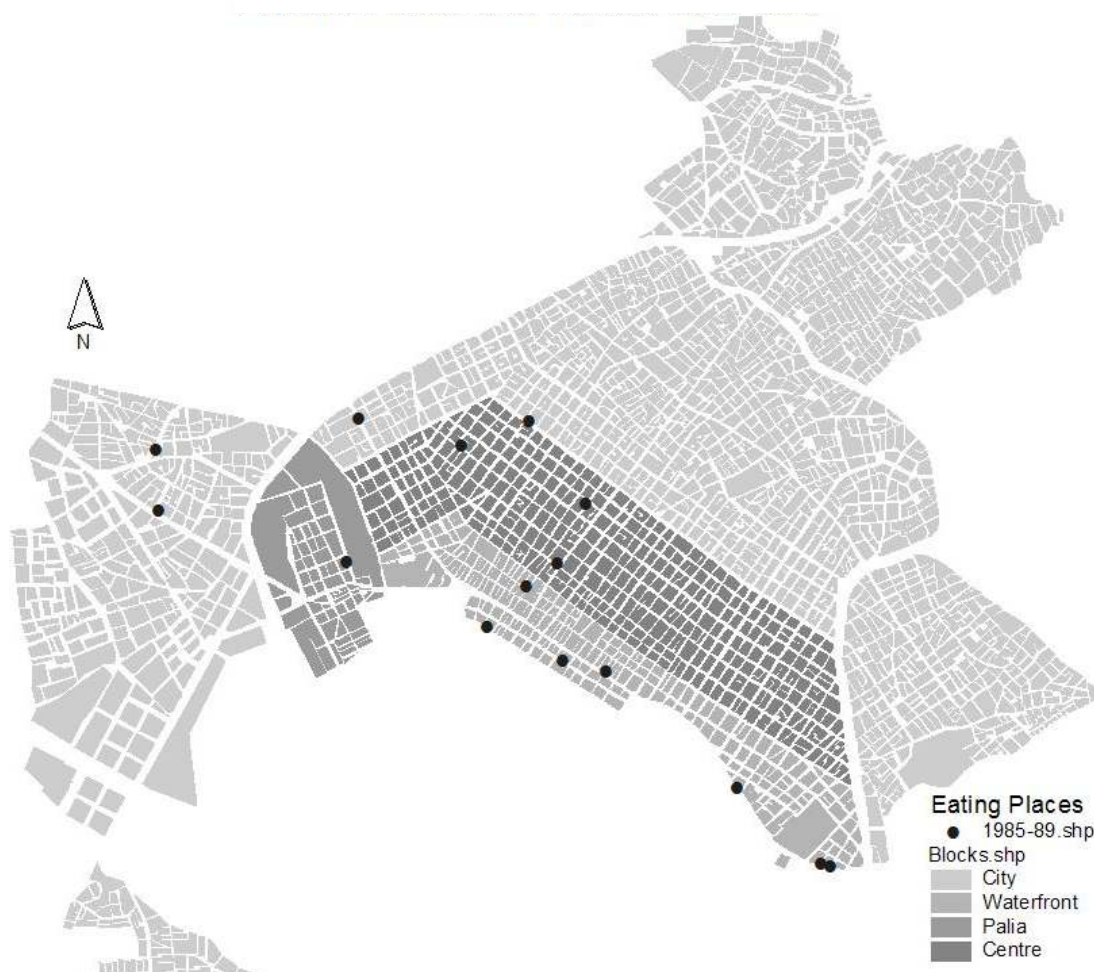 N
Eating Places
1985-89.shp
Blocks.shp
City
Waterfront
Palia
Centre